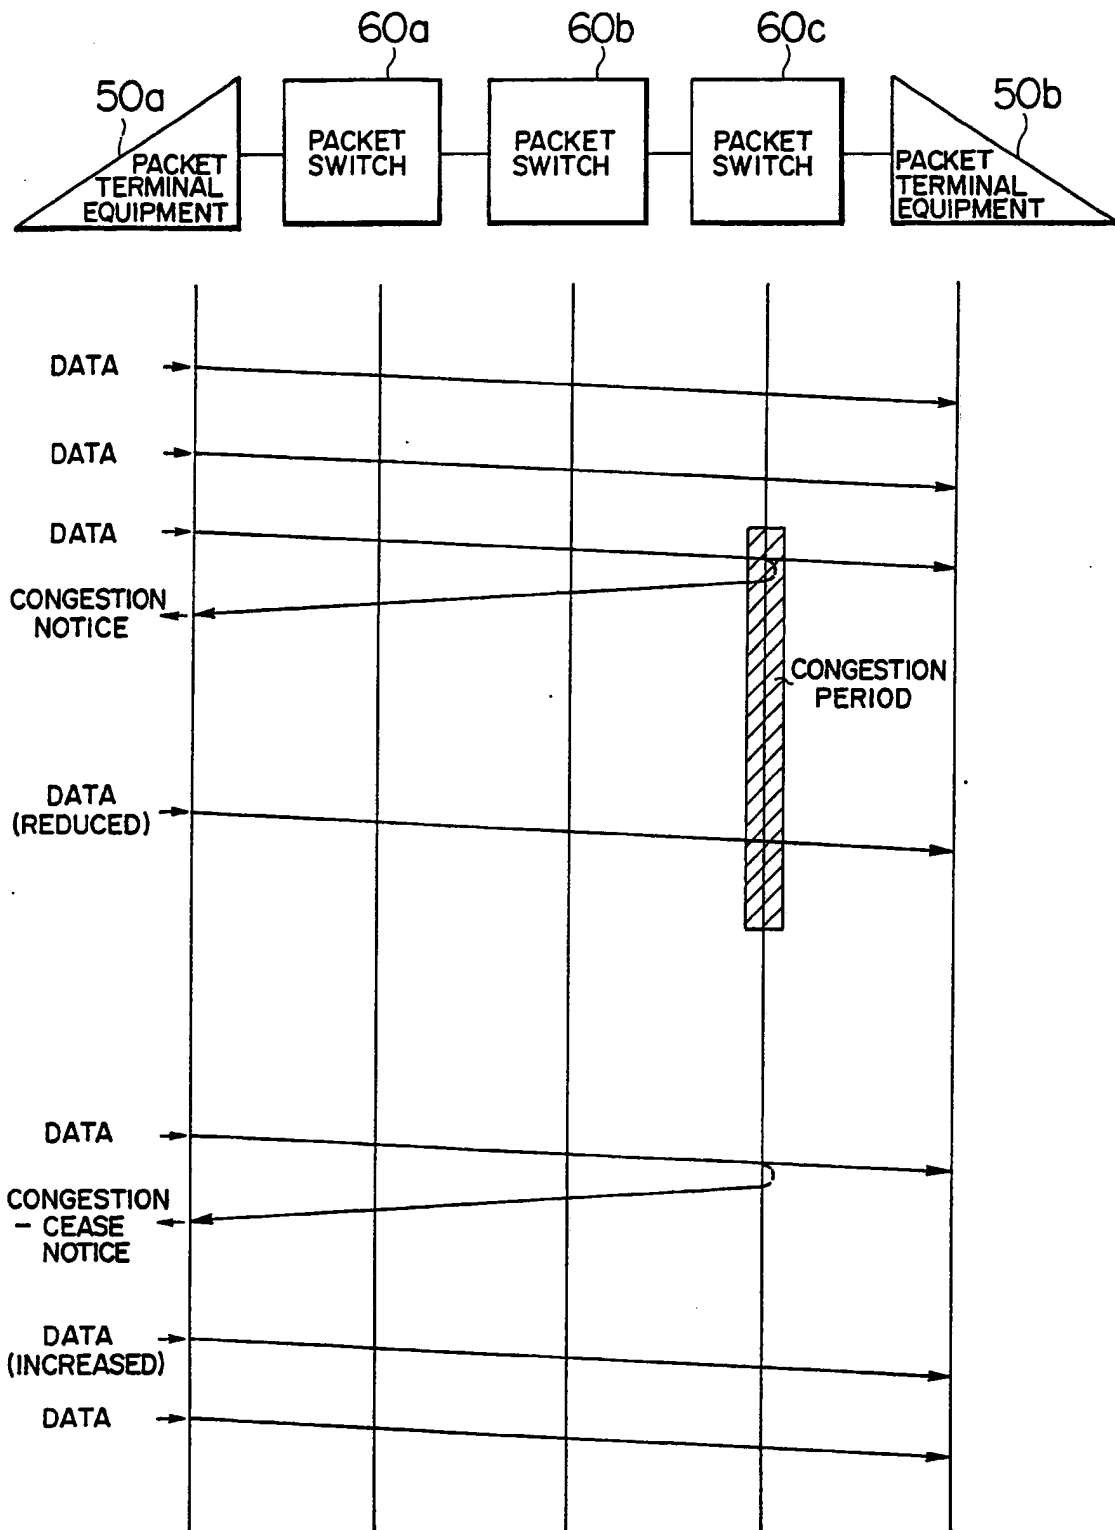 60a
60b
60c
50a
50b
PACKET
TERMINAL
EQUIPMENT
PACKET
SWITCH
PACKET
SWITCH
PACKET
SWITCH
PACKET
TERMINAL
EQUIPMENT
DATA
DATA
DATA
CONGESTION
NOTICE
CONGESTION
PERIOD
DATA
(REDUCED)
DATA
CONGESTION
- CEASE
NOTICE
DATA
(INCREASED)
DATA